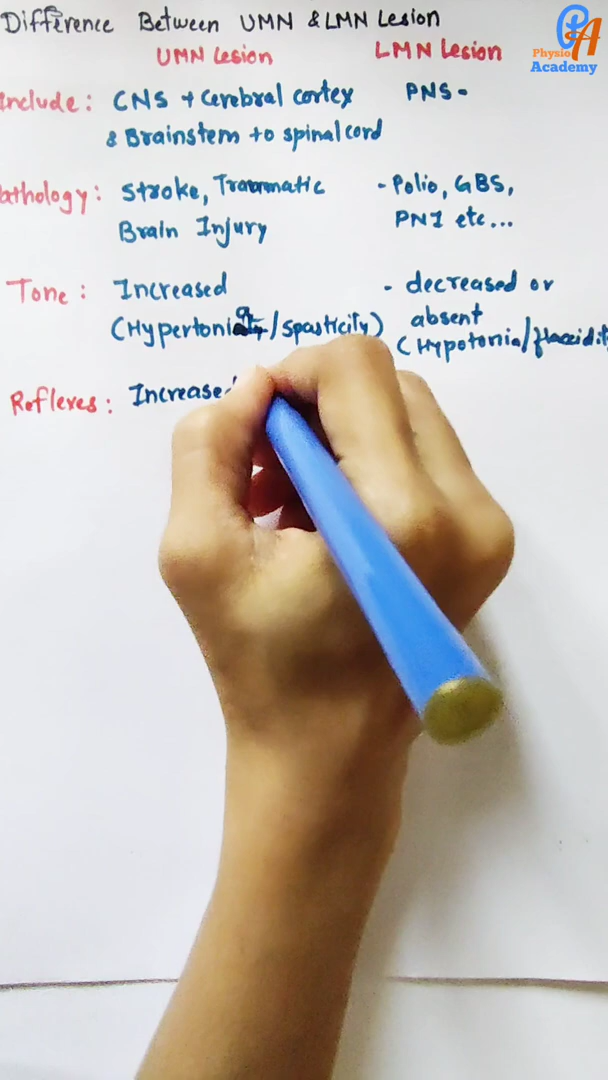 Difference Between UMN & LMN Lesion
UMN Lesion LMN Lesion
Physio
Academy
Include: CNS + Cerebral cortex PNS-
& Brainstem to spinal cord
athology: Stroke, Traumatic - Polio, GBS,
Brain Injury PNI etc...
Tone: Increased - decreased or
absent
(Hypertonia/spasticity) (Hypotonia/flaccidit
Reflexes: Increased